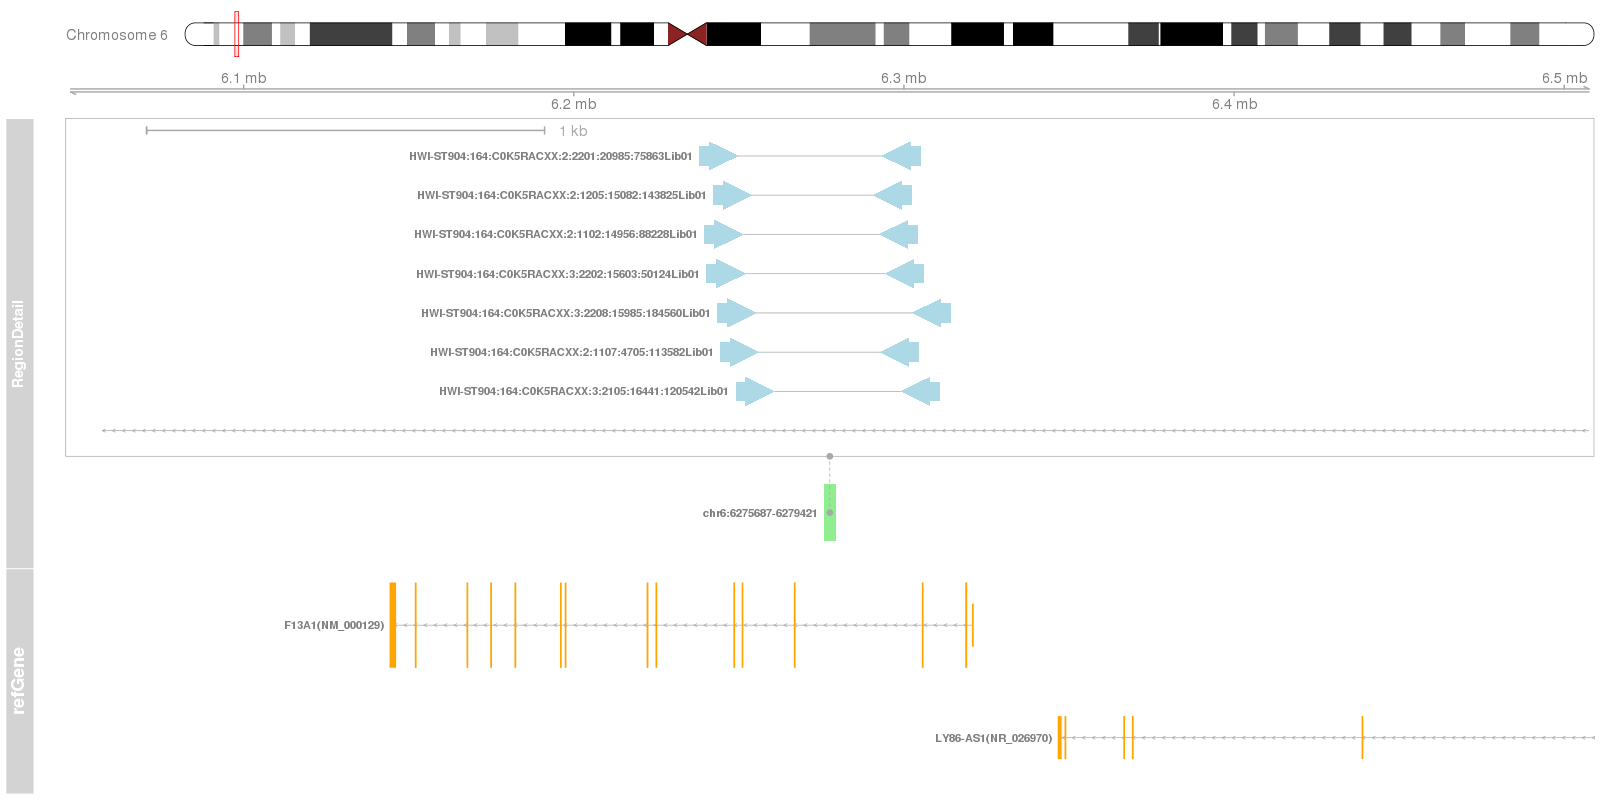 Chromosome 6
6.1 mb
6.3 mb
6.5 mb
6.2 mb
6.4 mb
1 kb
HWI-ST904:164:C0K5RACXX:2:2201:20985:75863Lib01
HWI-ST904:164:C0K5RACXX:2:1205:15082:143825Lib01
HWI-ST904:164:C0K5RACXX:2:1102:14956:88228Lib01
HWI-ST904:164:C0K5RACXX:3:2202:15603:50124Lib01
HWI-ST904:164:C0K5RACXX:3:2208:15985:184560Lib01
HWI-ST904:164:C0K5RACXX:2:1107:4705:113582Lib01
HWI-ST904:164:C0K5RACXX:3:2105:16441:120542Lib01
RegionDetail
chr6:6275687-6279421
F13A1(NM_000129)
refGene
LY86-AS1(NR_026970)